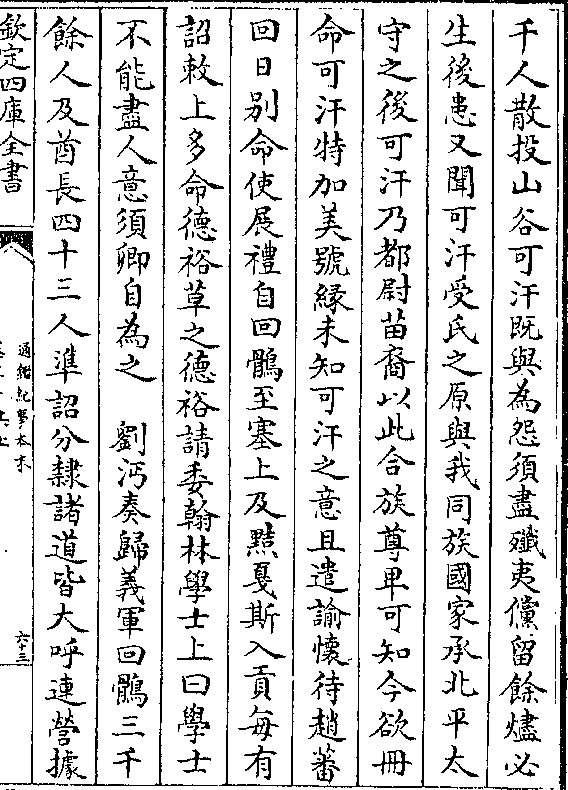 千人散投山谷可汗既與為怨須盡殲夷儻留餘燼必
生後患又聞可汗受氏之原與我同族國家承北平太
守之後可汗乃都尉苗裔以此合族尊卑可知今欲冊
命可汗特加美號緣未知可汗之意且遣諭懷待趙蕃
回日別命使展禮自回鶻至塞上及黠戛斯入貢每有
詔敕上多命德裕草之德裕請委翰林學士上曰學士
不能盡人意須卿自為之　劉沔奏歸義軍回鶻三千
餘人及酋長四十三人準詔分隸諸道皆大呼連營據
欽定四庫全書
通鑑紀事本末
六十三